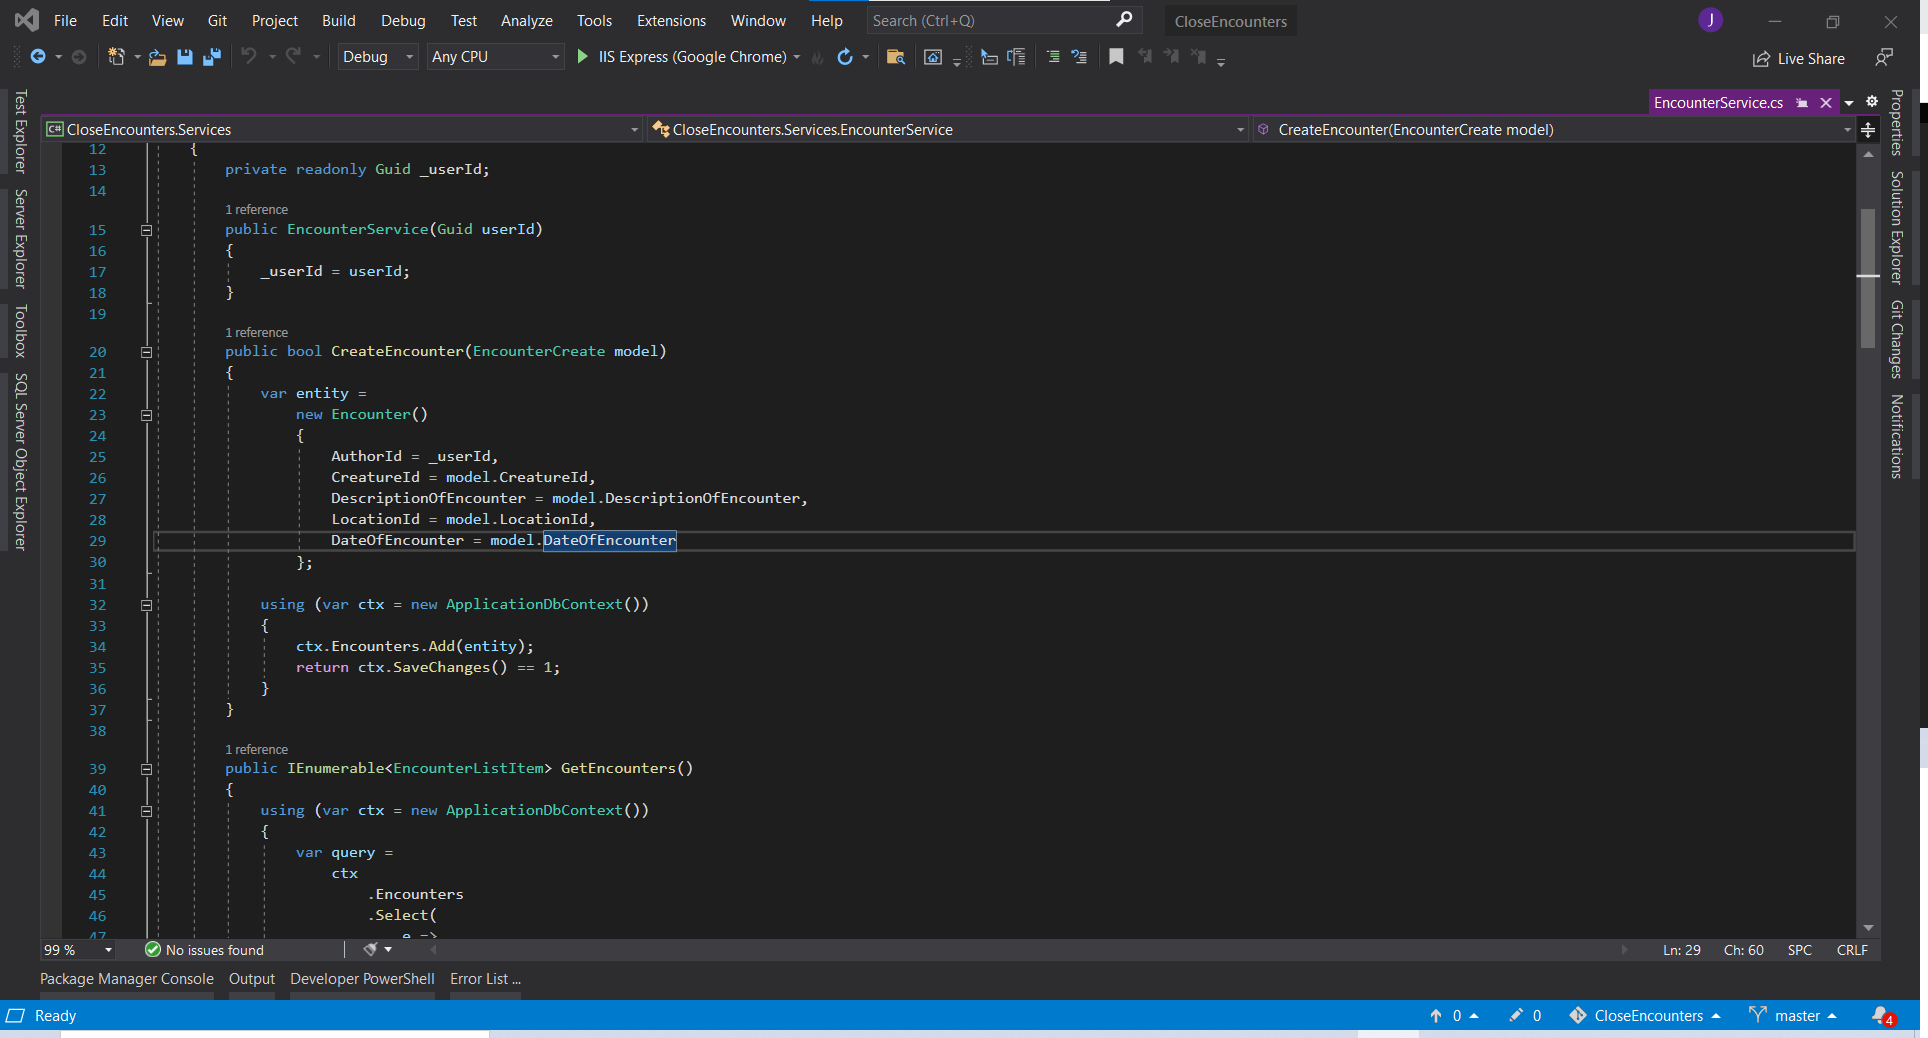 File Edit View Git Project Build Debug Test Analyze Tools Extensions Window Help Search (Ctrl+Q) CloseEncounters J
Debug Any CPU IIS Express (Google Chrome) Live Share
EncounterService.cs
C# CloseEncounters.Services CloseEncounters.Services.EncounterService CreateEncounter(EncounterCreate model)
Test Explorer
Server Explorer
Toolbox
SQL Server Object Explorer
12 {
13 private readonly Guid _userId;
14
1 reference
15 public EncounterService(Guid userId)
16 {
17 _userId = userId;
18 }
19
1 reference
20 public bool CreateEncounter(EncounterCreate model)
21 {
22 var entity =
23 new Encounter()
24 {
25 AuthorId = _userId,
26 CreatureId = model.CreatureId,
27 DescriptionOfEncounter = model.DescriptionOfEncounter,
28 LocationId = model.LocationId,
29 DateOfEncounter = model.DateOfEncounter
30 };
31
32 using (var ctx = new ApplicationDbContext())
33 {
34 ctx.Encounters.Add(entity);
35 return ctx.SaveChanges() == 1;
36 }
37 }
38
1 reference
39 public IEnumerable<EncounterListItem> GetEncounters()
40 {
41 using (var ctx = new ApplicationDbContext())
42 {
43 var query =
44 ctx
45 .Encounters
46 .Select(
47 e =>
Properties
Solution Explorer
Git Changes
Notifications
99 % No issues found Ln: 29 Ch: 60 SPC CRLF
Package Manager Console Output Developer PowerShell Error List ...
Ready 0 0 CloseEncounters master 4